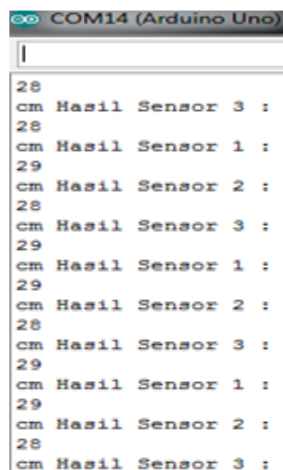 COM14 (Arduino Uno)
28
cm Hasil Sensor 3 :
28
cm Hasil Sensor 1 :
29
cm Hasil Sensor 2 :
28
cm Hasil Sensor 3 :
29
cm Hasil Sensor 1 :
29
cm Hasil Sensor 2 :
28
cm Hasil Sensor 3 :
29
cm Hasil Sensor 1 :
29
cm Hasil Sensor 2 :
28
cm Hasil Sensor 3 :